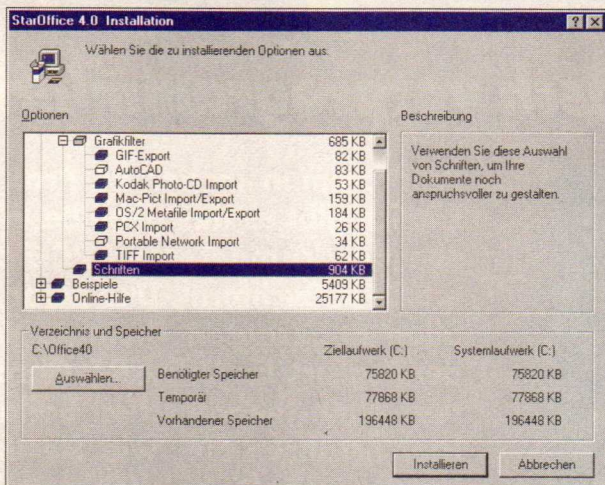 StarOffice 4.0 Installation
Wählen Sie die zu installierenden Optionen aus.
Optionen
Beschreibung
Grafikfilter 685 KB
GIF-Export 82 KB
AutoCAD 83 KB
Kodak Photo-CD Import 53 KB
Mac-Pict Import/Export 159 KB
OS/2 Metafile Import/Export 184 KB
PCX Import 26 KB
Portable Network Import 34 KB
TIFF Import 62 KB
Schriften 904 KB
Beispiele 5409 KB
Online-Hilfe 25177 KB
Verwenden Sie diese Auswahl
von Schriften, um Ihre
Dokumente noch
anspruchsvoller zu gestalten.
Verzeichnis und Speicher
C:\Office40 Ziellaufwerk (C:) Systemlaufwerk (C:)
Auswählen... Benötigter Speicher 75820 KB 75820 KB
Temporär 77868 KB 77868 KB
Vorhandener Speicher 196448 KB 196448 KB
Installieren Abbrechen